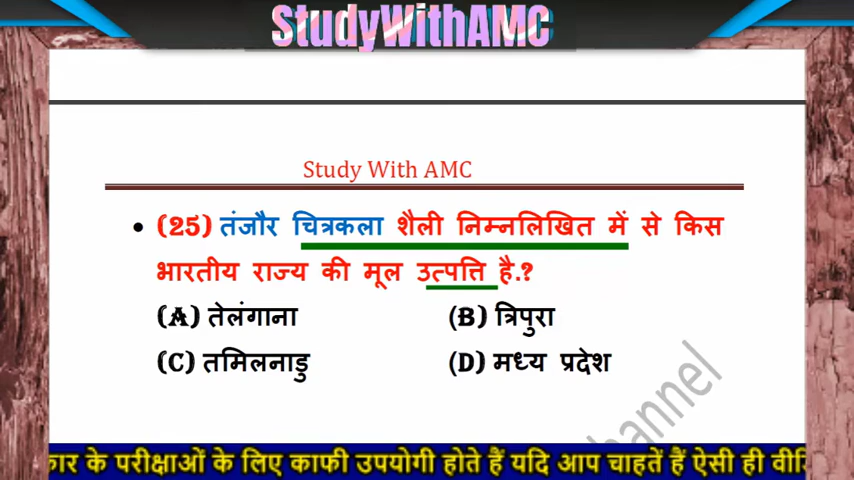 StudyWithAMC
Study With AMC
• (25) तंजौर चित्रकला शैली निम्नलिखित में से किस
भारतीय राज्य की मूल उत्पत्ति है.?
(A) तेलंगाना (B) त्रिपुरा
(C) तमिलनाडु (D) मध्य प्रदेश
के परीक्षाओं के लिए काफी उपयोगी होते हैं यदि आप चाहतें हैं ऐसी ही